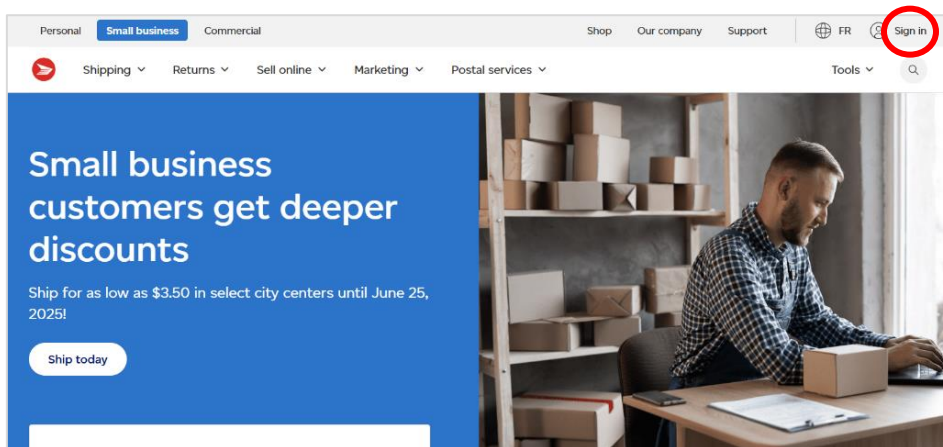 Personal Small business Commercial Shop Our company Support FR Sign in
Shipping Returns Sell online Marketing Postal services Tools
Small business
customers get deeper
discounts
Ship for as low as $3.50 in select city centers until June 25,
2025!
Ship today